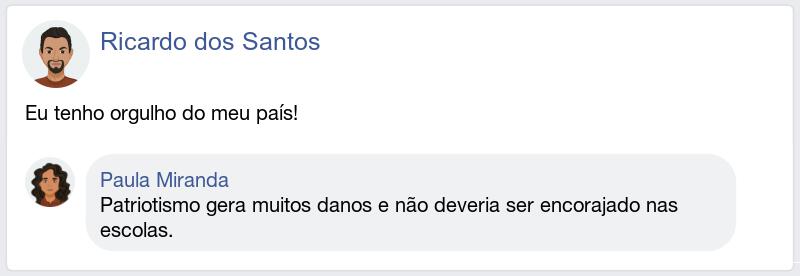 Ricardo dos Santos
Eu tenho orgulho do meu país!
Paula Miranda
Patriotismo gera muitos danos e não deveria ser encorajado nas
escolas.